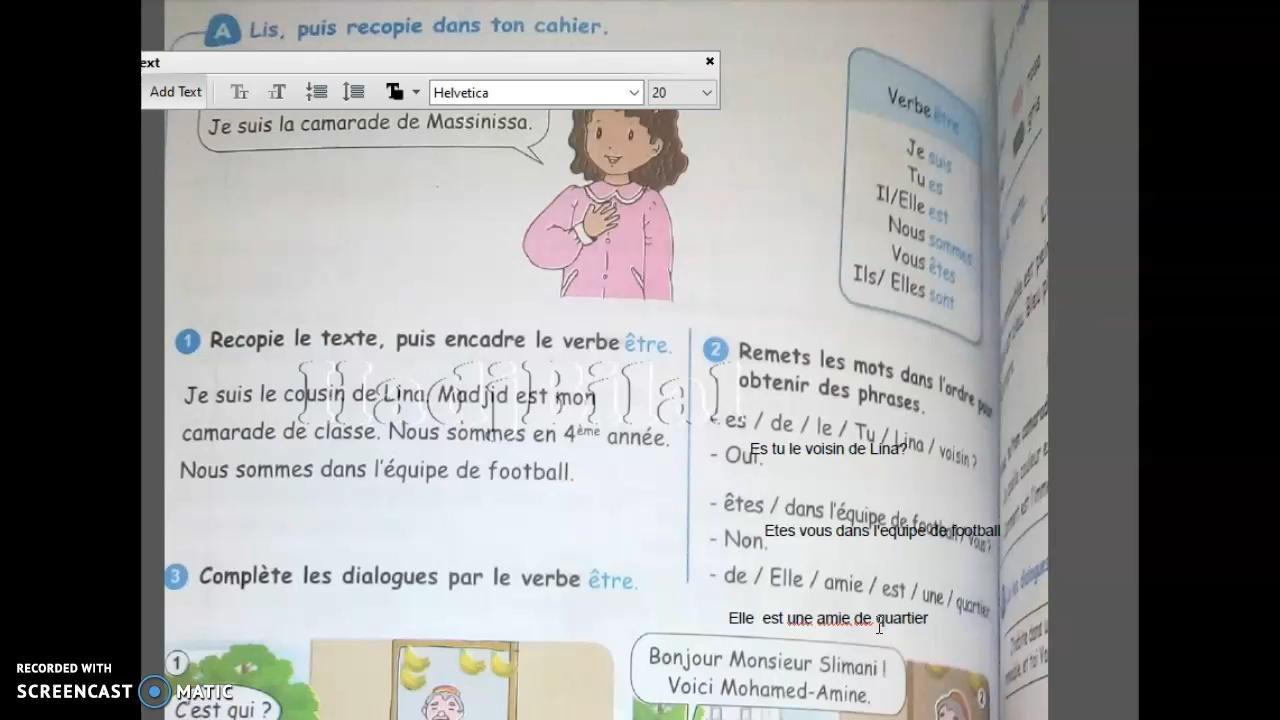 A Lis, puis recopie dans ton cahier.
ext
Add Text
Helvetica
20
Je suis la camarade de Massinissa.
Verbe être
Je suis
Tu es
Il/Elle est
Nous sommes
Vous êtes
Ils/ Elles sont
1 Recopie le texte, puis encadre le verbe être.
Je suis le cousin de Lina. Madjid est mon
camarade de classe. Nous sommes en 4ème année.
Nous sommes dans l'équipe de football.
HadjBilal
2 Remets les mots dans l'ordre pour
obtenir des phrases.
- es / de / le / Tu / Lina / voisin ?
Es tu le voisin de Lina?
- Oui.
- êtes / dans l'équipe de football / vous ?
Etes vous dans l'equipe de football
- Non.
- de / Elle / amie / est / une / quartier
Elle est une amie de quartier
3 Complète les dialogues par le verbe être.
1
C'est qui ?
Bonjour Monsieur Slimani !
Voici Mohamed-Amine.
2
RECORDED WITH
SCREENCAST MATIC